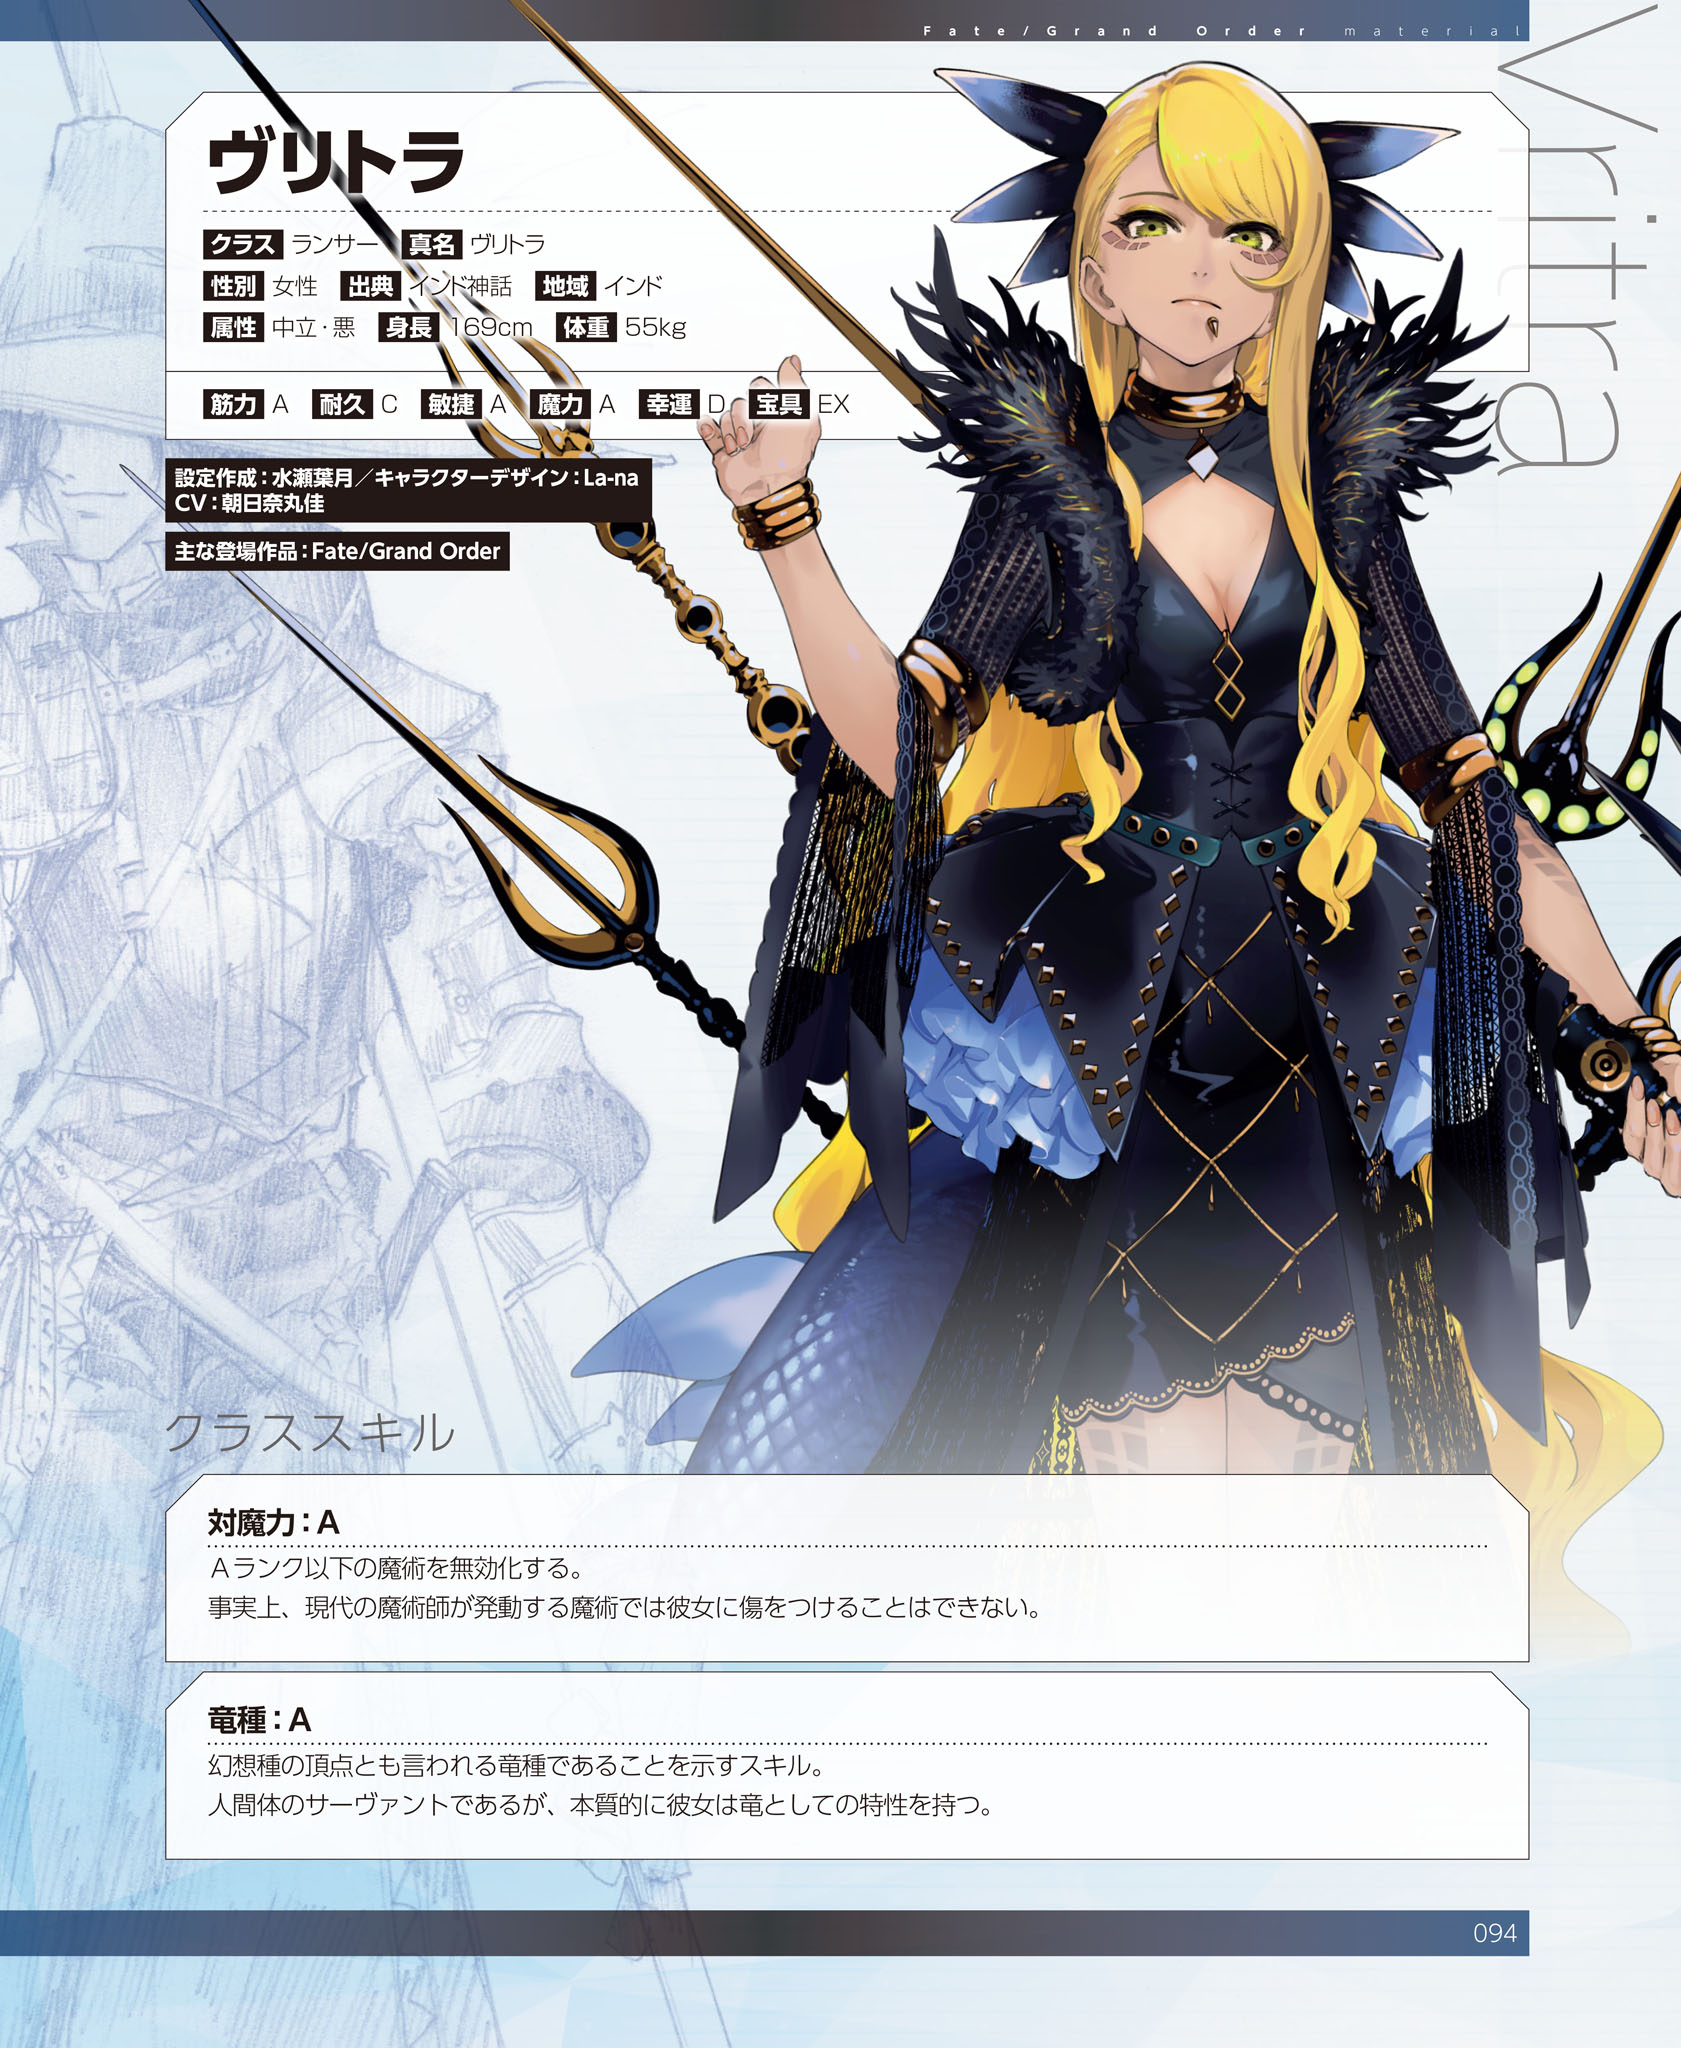 Fate/Grand Order material
Vritra
ヴリトラ
クラス ランサー 真名 ヴリトラ
性別 女性 出典 インド神話 地域 インド
属性 中立・悪 身長 169cm 体重 55kg
筋力 A 耐久 C 敏捷 A 魔力 A 幸運 D 宝具 EX
設定作成：水瀬葉月／キャラクターデザイン：La-na
CV：朝日奈丸佳
主な登場作品：Fate/Grand Order
クラススキル
対魔力：A
Aランク以下の魔術を無効化する。
事実上、現代の魔術師が発動する魔術では彼女に傷をつけることはできない。
竜種：A
幻想種の頂点とも言われる竜種であることを示すスキル。
人間体のサーヴァントであるが、本質的に彼女は竜としての特性を持つ。
094